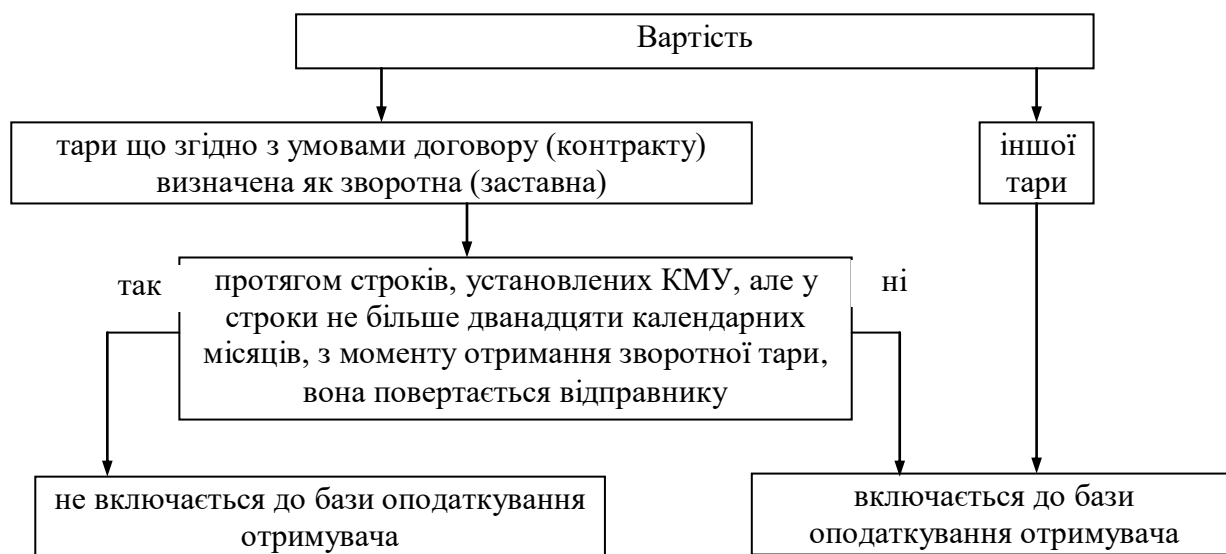 Вартість
тари що згідно з умовами договору (контракту)
визначена як зворотна (заставна)
іншої
тари
так
протягом строків, установлених КМУ, але у
строки не більше дванадцяти календарних
місяців, з моменту отримання зворотної тари,
вона повертається відправнику
ні
не включається до бази оподаткування
отримувача
включається до бази
оподаткування отримувача